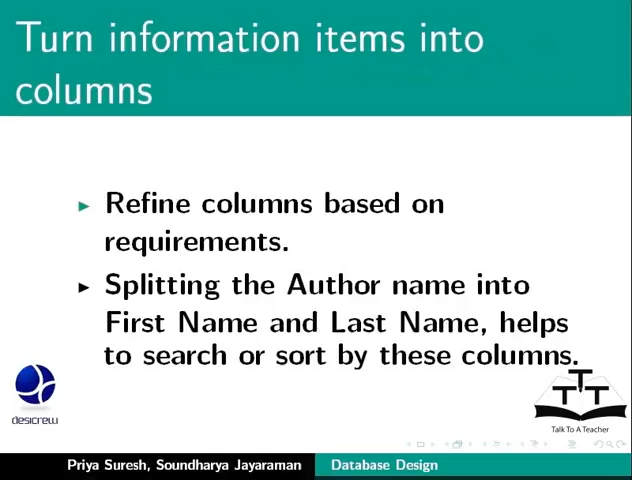 Turn information items into
columns
Refine columns based on
requirements.
Splitting the Author name into
First Name and Last Name, helps
to search or sort by these columns.
desicrew
T T T
Talk To A Teacher
Priya Suresh, Soundharya Jayaraman
Database Design